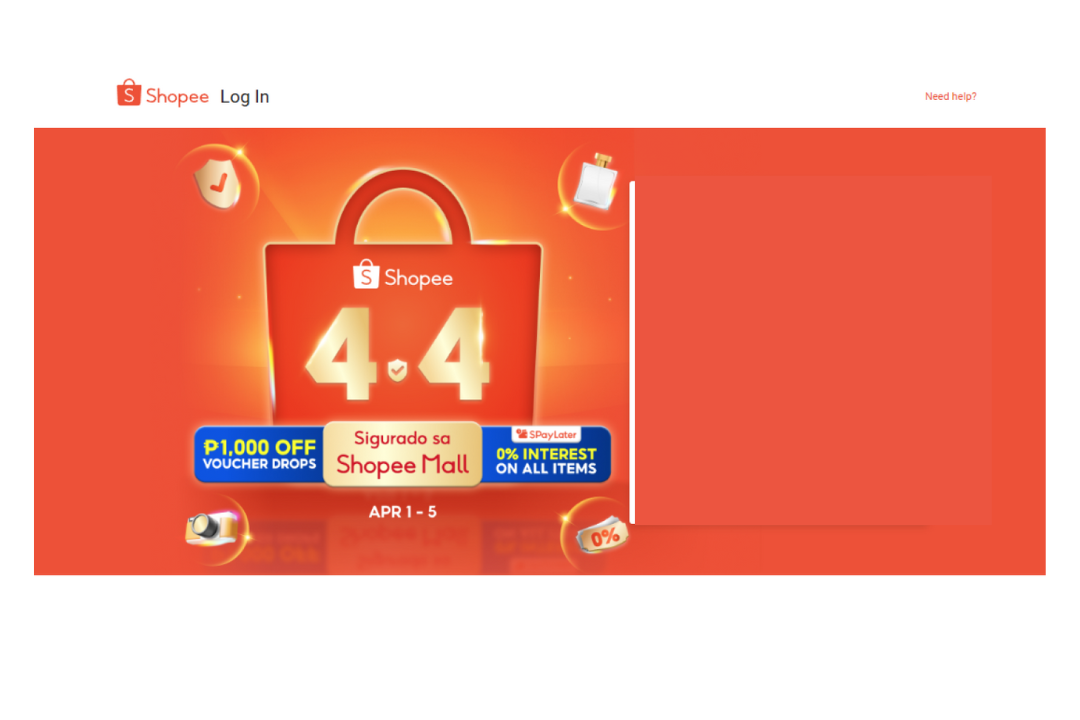 Shopee Log In
Need help?
Shopee
4.4
₱1,000 OFF
VOUCHER DROPS
Sigurado sa
Shopee Mall
SPayLater
0% INTEREST
ON ALL ITEMS
APR 1 - 5
0%